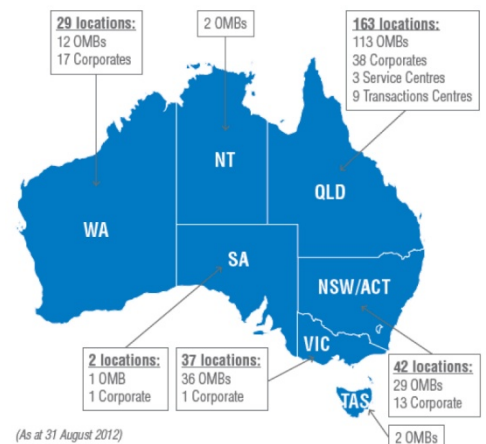 29 locations:
12 OMBs
17 Corporates
2 OMBs
163 locations:
113 OMBs
38 Corporates
3 Service Centres
9 Transactions Centres
NT
QLD
WA
SA
NSW/ACT
VIC
TAS
2 locations:
1 OMB
1 Corporate
37 locations:
36 OMBs
1 Corporate
42 locations:
29 OMBs
13 Corporate
2 OMBs
(As at 31 August 2012)